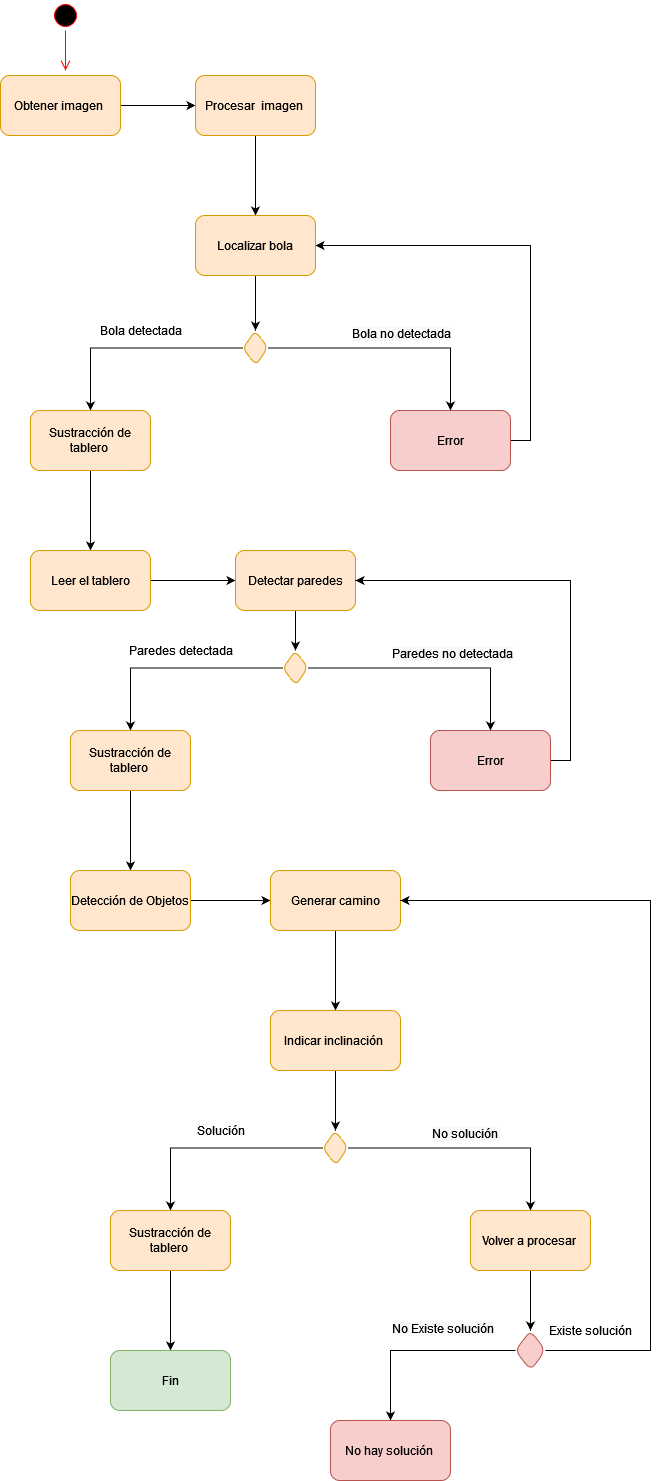 Obtener imagen
Procesar imagen
Localizar bola
Bola detectada
Bola no detectada
Sustracción de
tablero
Error
Leer el tablero
Detectar paredes
Paredes detectada
Paredes no detectada
Sustracción de
tablero
Error
Detección de Objetos
Generar camino
Indicar inclinación
Solución
No solución
Sustracción de
tablero
Volver a procesar
No Existe solución
Existe solución
Fin
No hay solución